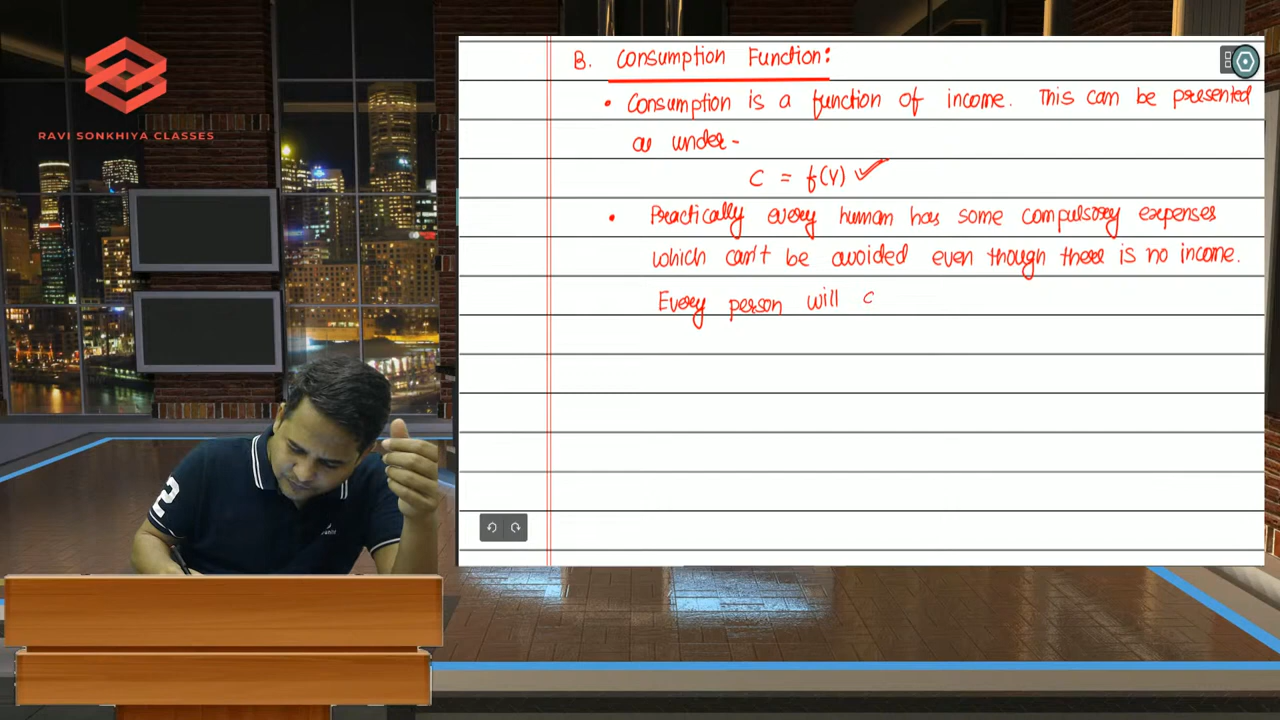 RAVI SONKHIYA CLASSES
B. Consumption Function:
• Consumption is a function of income. This can be presented
as under-
C = f(Y)
• Practically every human has some compulsory expenses
which can't be avoided even though there is no income.
Every person will c
2